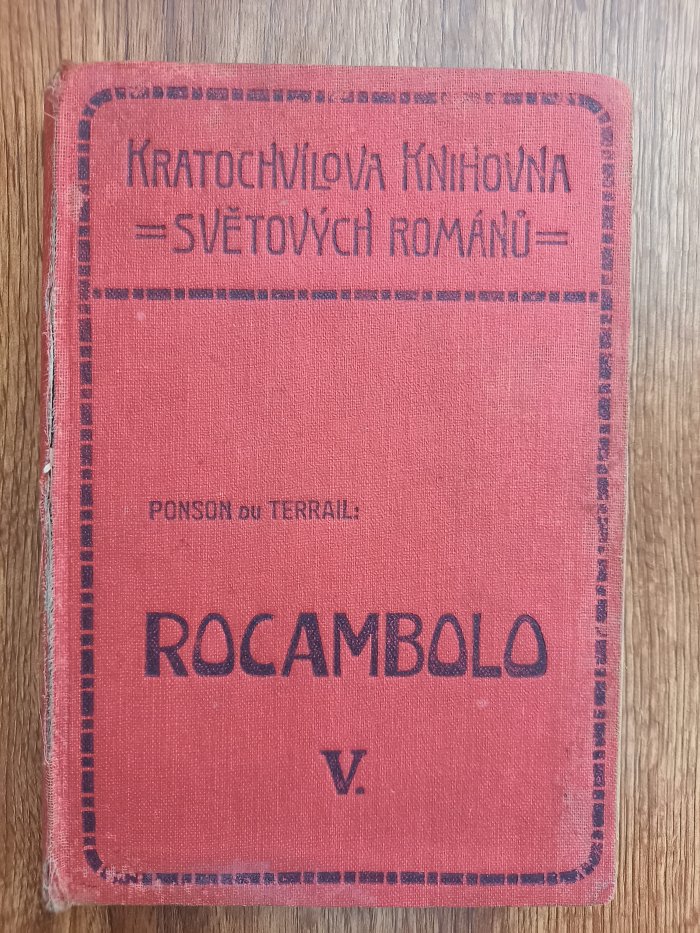 KRATOCHVÍLOVA KNIHOVNA
=SVĚTOVÝCH ROMÁNŮ=
PONSON DU TERRAIL:
ROCAMBOLO
V.